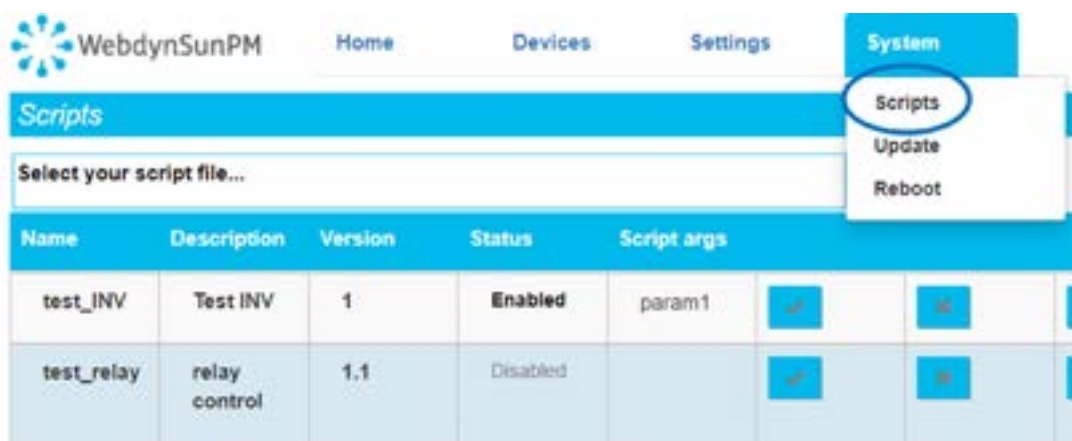 WebdynSunPM Home Devices Settings System
Scripts
Scripts
Update
Reboot
Select your script file...
Name Description Version Status Script args
test_INV Test INV 1 Enabled param1
test_relay relay control 1.1 Disabled